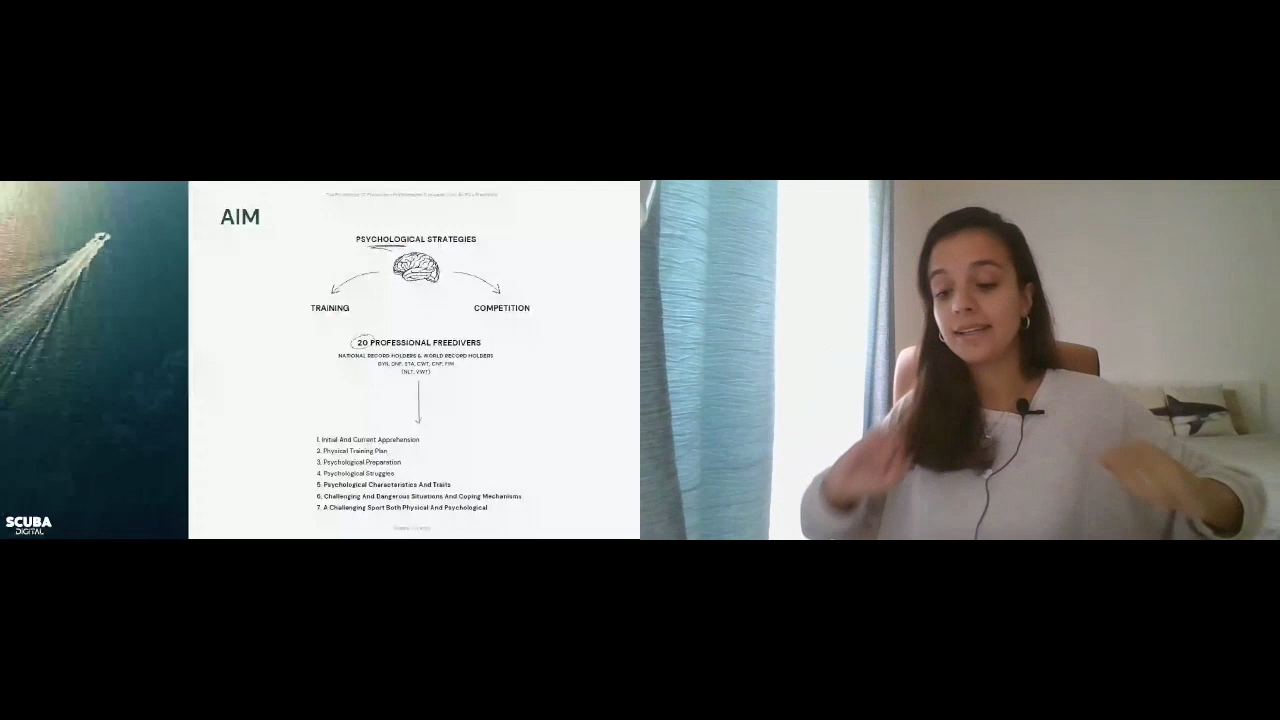 AIM
PSYCHOLOGICAL STRATEGIES
TRAINING
COMPETITION
20 PROFESSIONAL FREEDIVERS
NATIONAL RECORD HOLDERS & WORLD RECORD HOLDERS
DYN, DNF, STA, CWT, CNF, FIM
(NLT, VWT)
1. Initial And Current Apprehension
2. Physical Training Plan
3. Psychological Preparation
4. Psychological Struggles
5. Psychological Characteristics And Traits
6. Challenging And Dangerous Situations And Coping Mechanisms
7. A Challenging Sport Both Physical And Psychological
SCUBA
DIGITAL